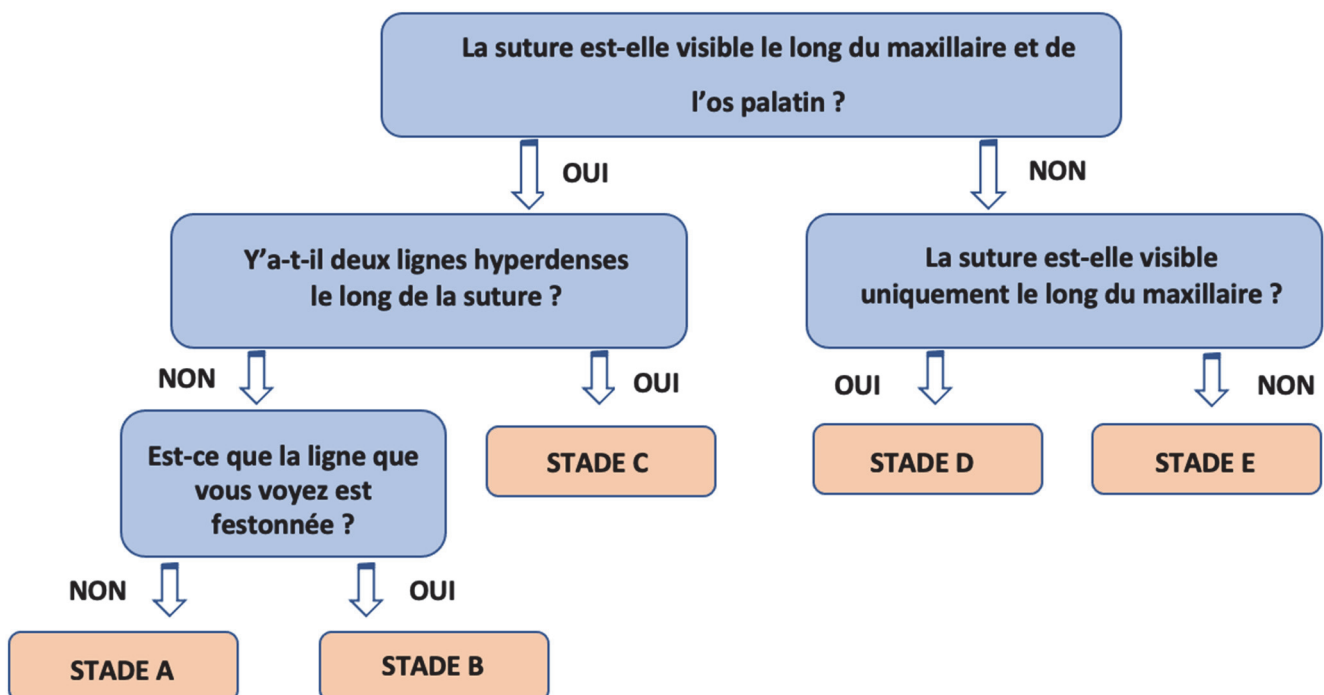 La suture est-elle visible le long du maxillaire et de
l'os palatin ?
OUI
NON
Y'a-t-il deux lignes hyperdenses
le long de la suture ?
La suture est-elle visible
uniquement le long du maxillaire ?
NON
OUI
OUI
NON
Est-ce que la ligne que
vous voyez est
festonnée ?
STADE C
STADE D
STADE E
NON
OUI
STADE A
STADE B